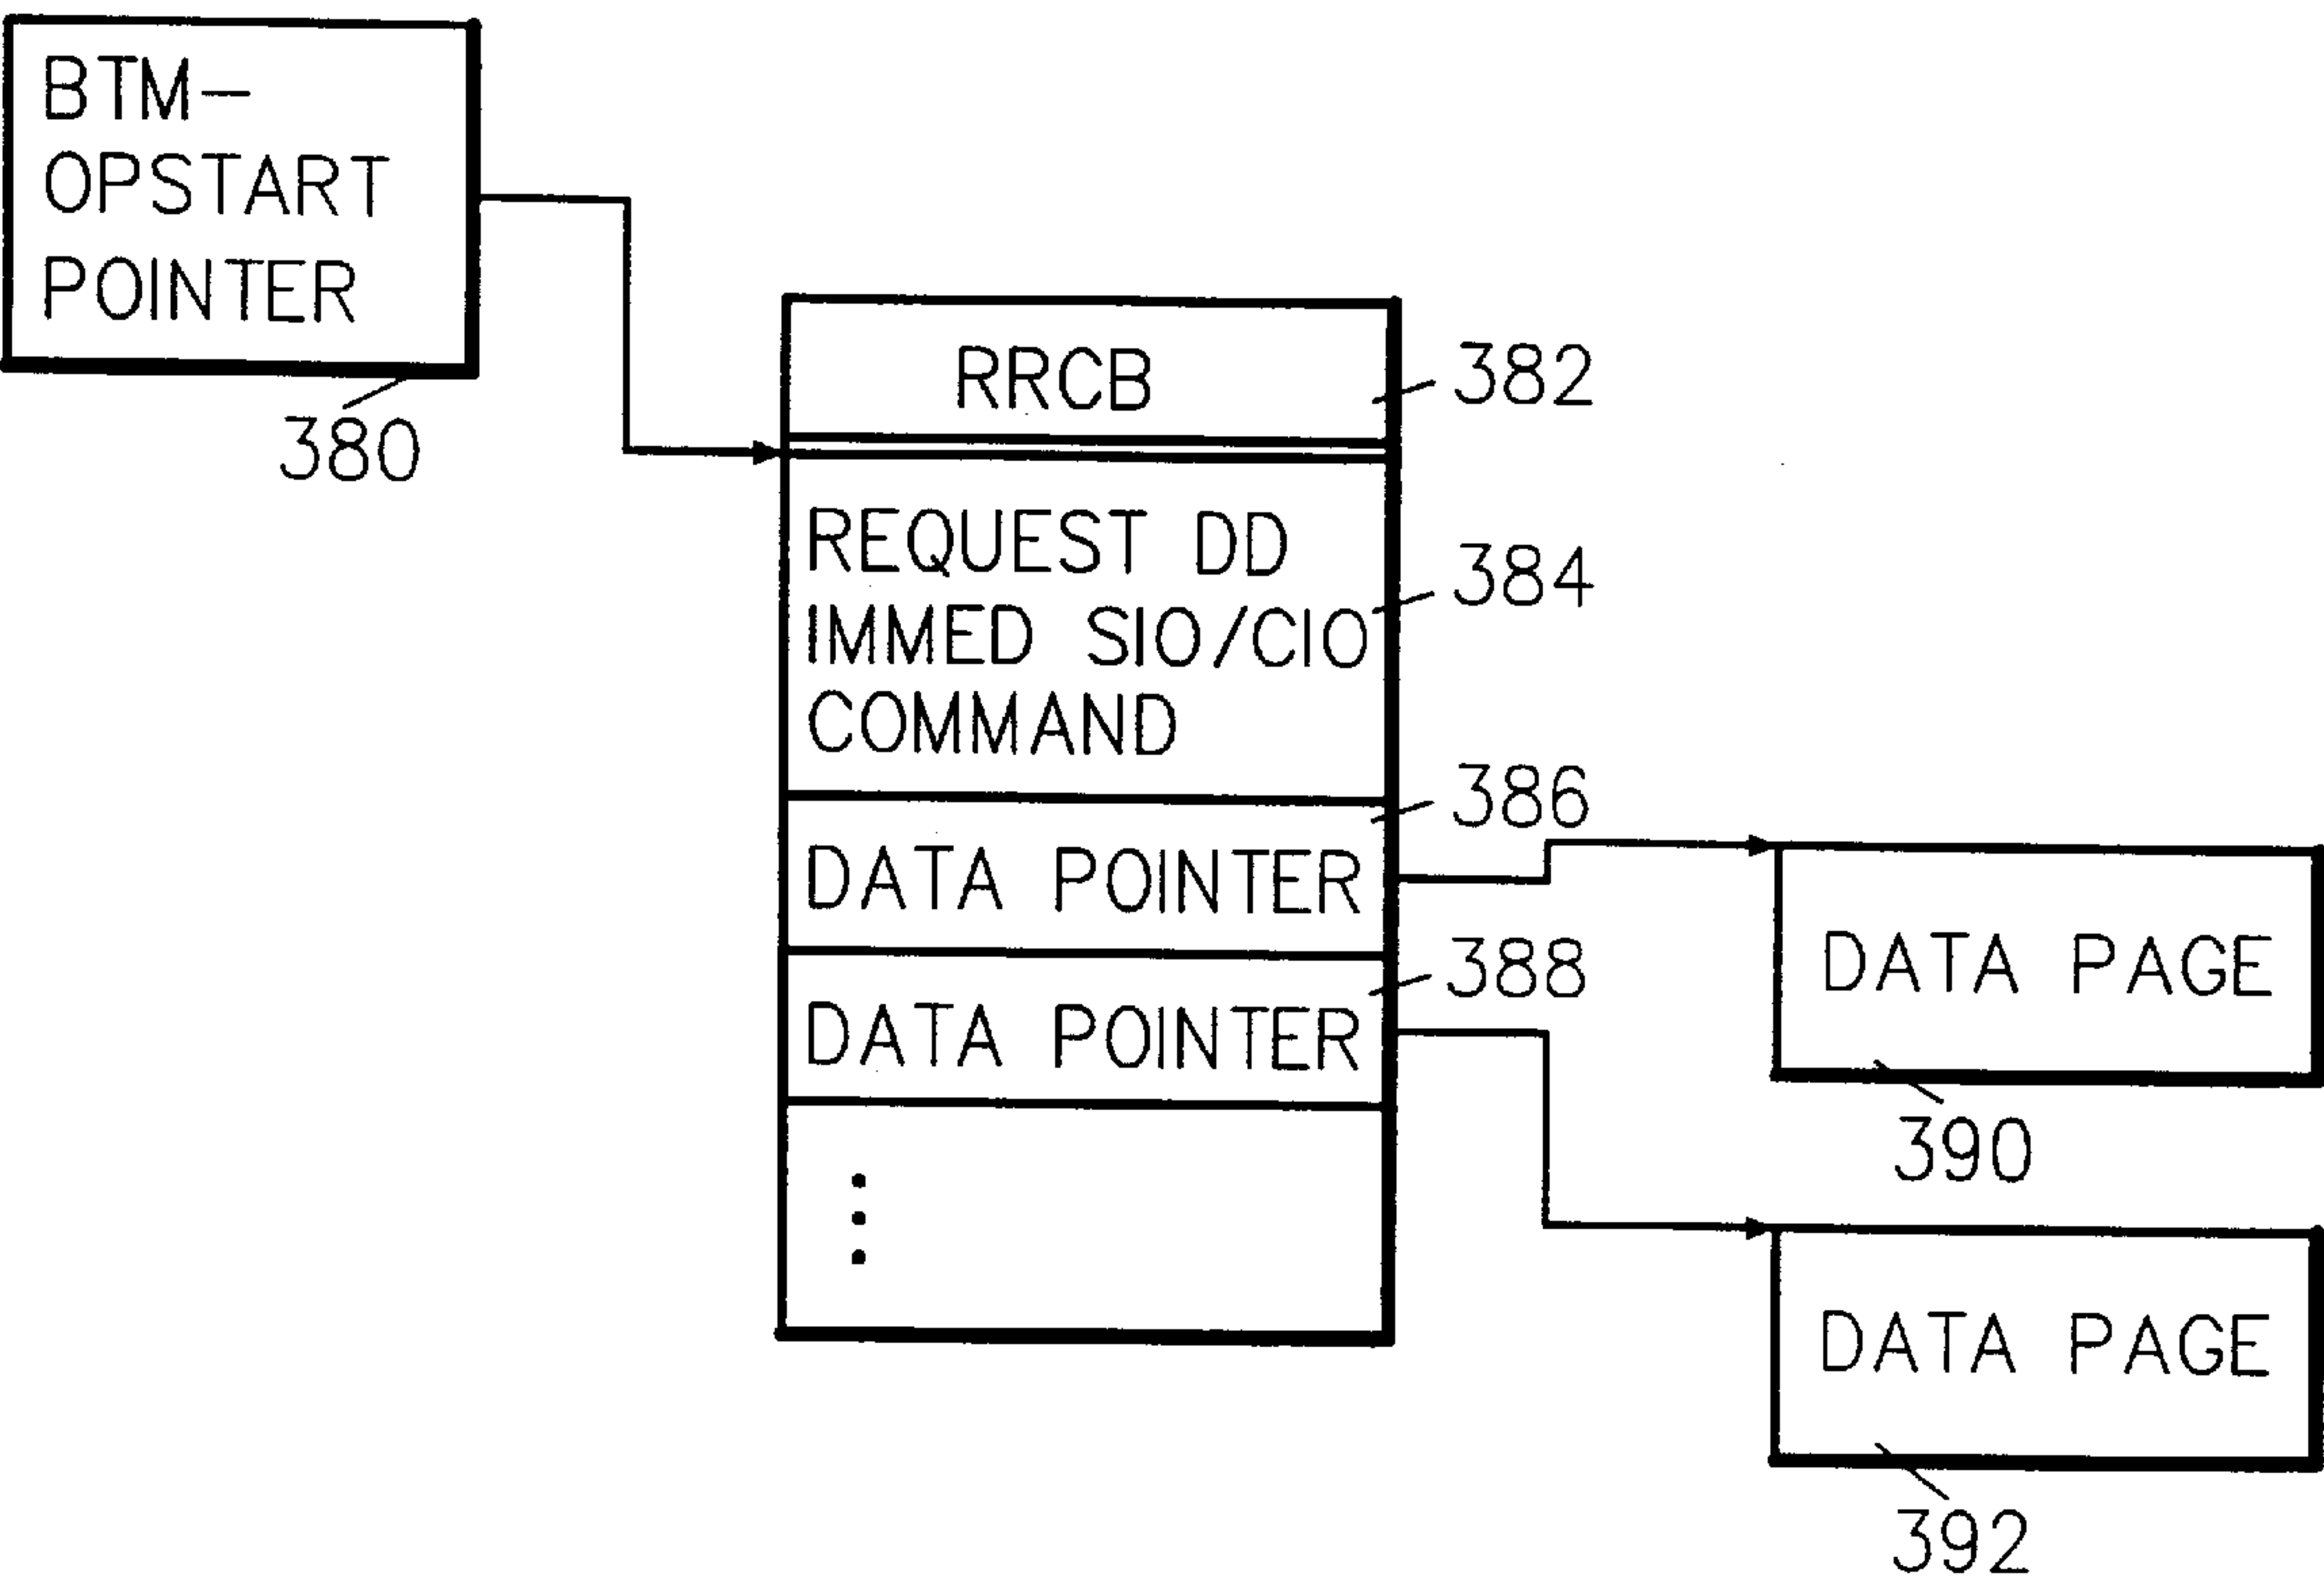 BTM-
OPSTART
POINTER
380
RRCB
382
REQUEST DD
IMMED SIO/CIO
COMMAND
384
386
DATA POINTER
388
DATA POINTER
DATA PAGE
390
DATA PAGE
392